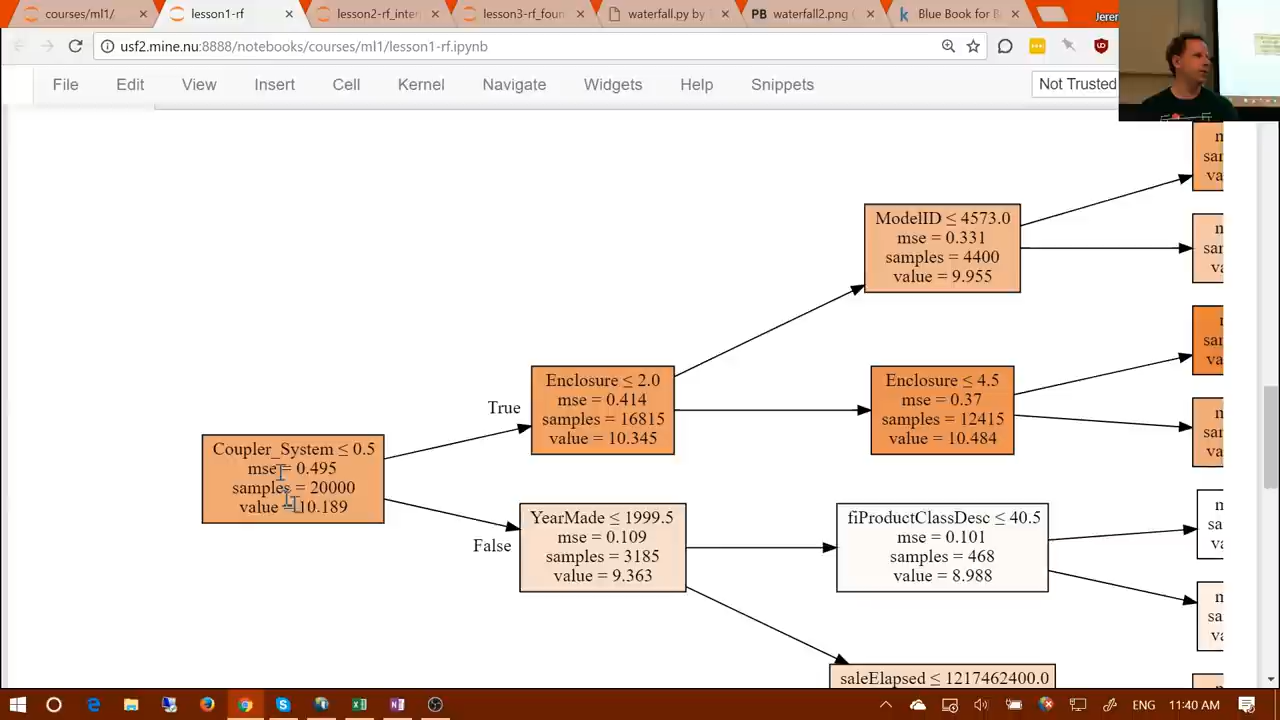 courses/ml1/
lesson1-rf
lesson2-rf_inter
lesson3-rf_foun
waterfall.py by T
PB waterfall2.png (
Blue Book for B
Jerem
usf2.mine.nu:8888/notebooks/courses/ml1/lesson1-rf.ipynb
File Edit View Insert Cell Kernel Navigate Widgets Help Snippets
Not Trusted
ModelID ≤ 4573.0
mse = 0.331
samples = 4400
value = 9.955
Enclosure ≤ 2.0
mse = 0.414
samples = 16815
value = 10.345
Enclosure ≤ 4.5
mse = 0.37
samples = 12415
value = 10.484
True
Coupler_System ≤ 0.5
mse = 0.495
samples = 20000
value = 10.189
False
YearMade ≤ 1999.5
mse = 0.109
samples = 3185
value = 9.363
fiProductClassDesc ≤ 40.5
mse = 0.101
samples = 468
value = 8.988
saleElapsed ≤ 1217462400.0
ENG 11:40 AM